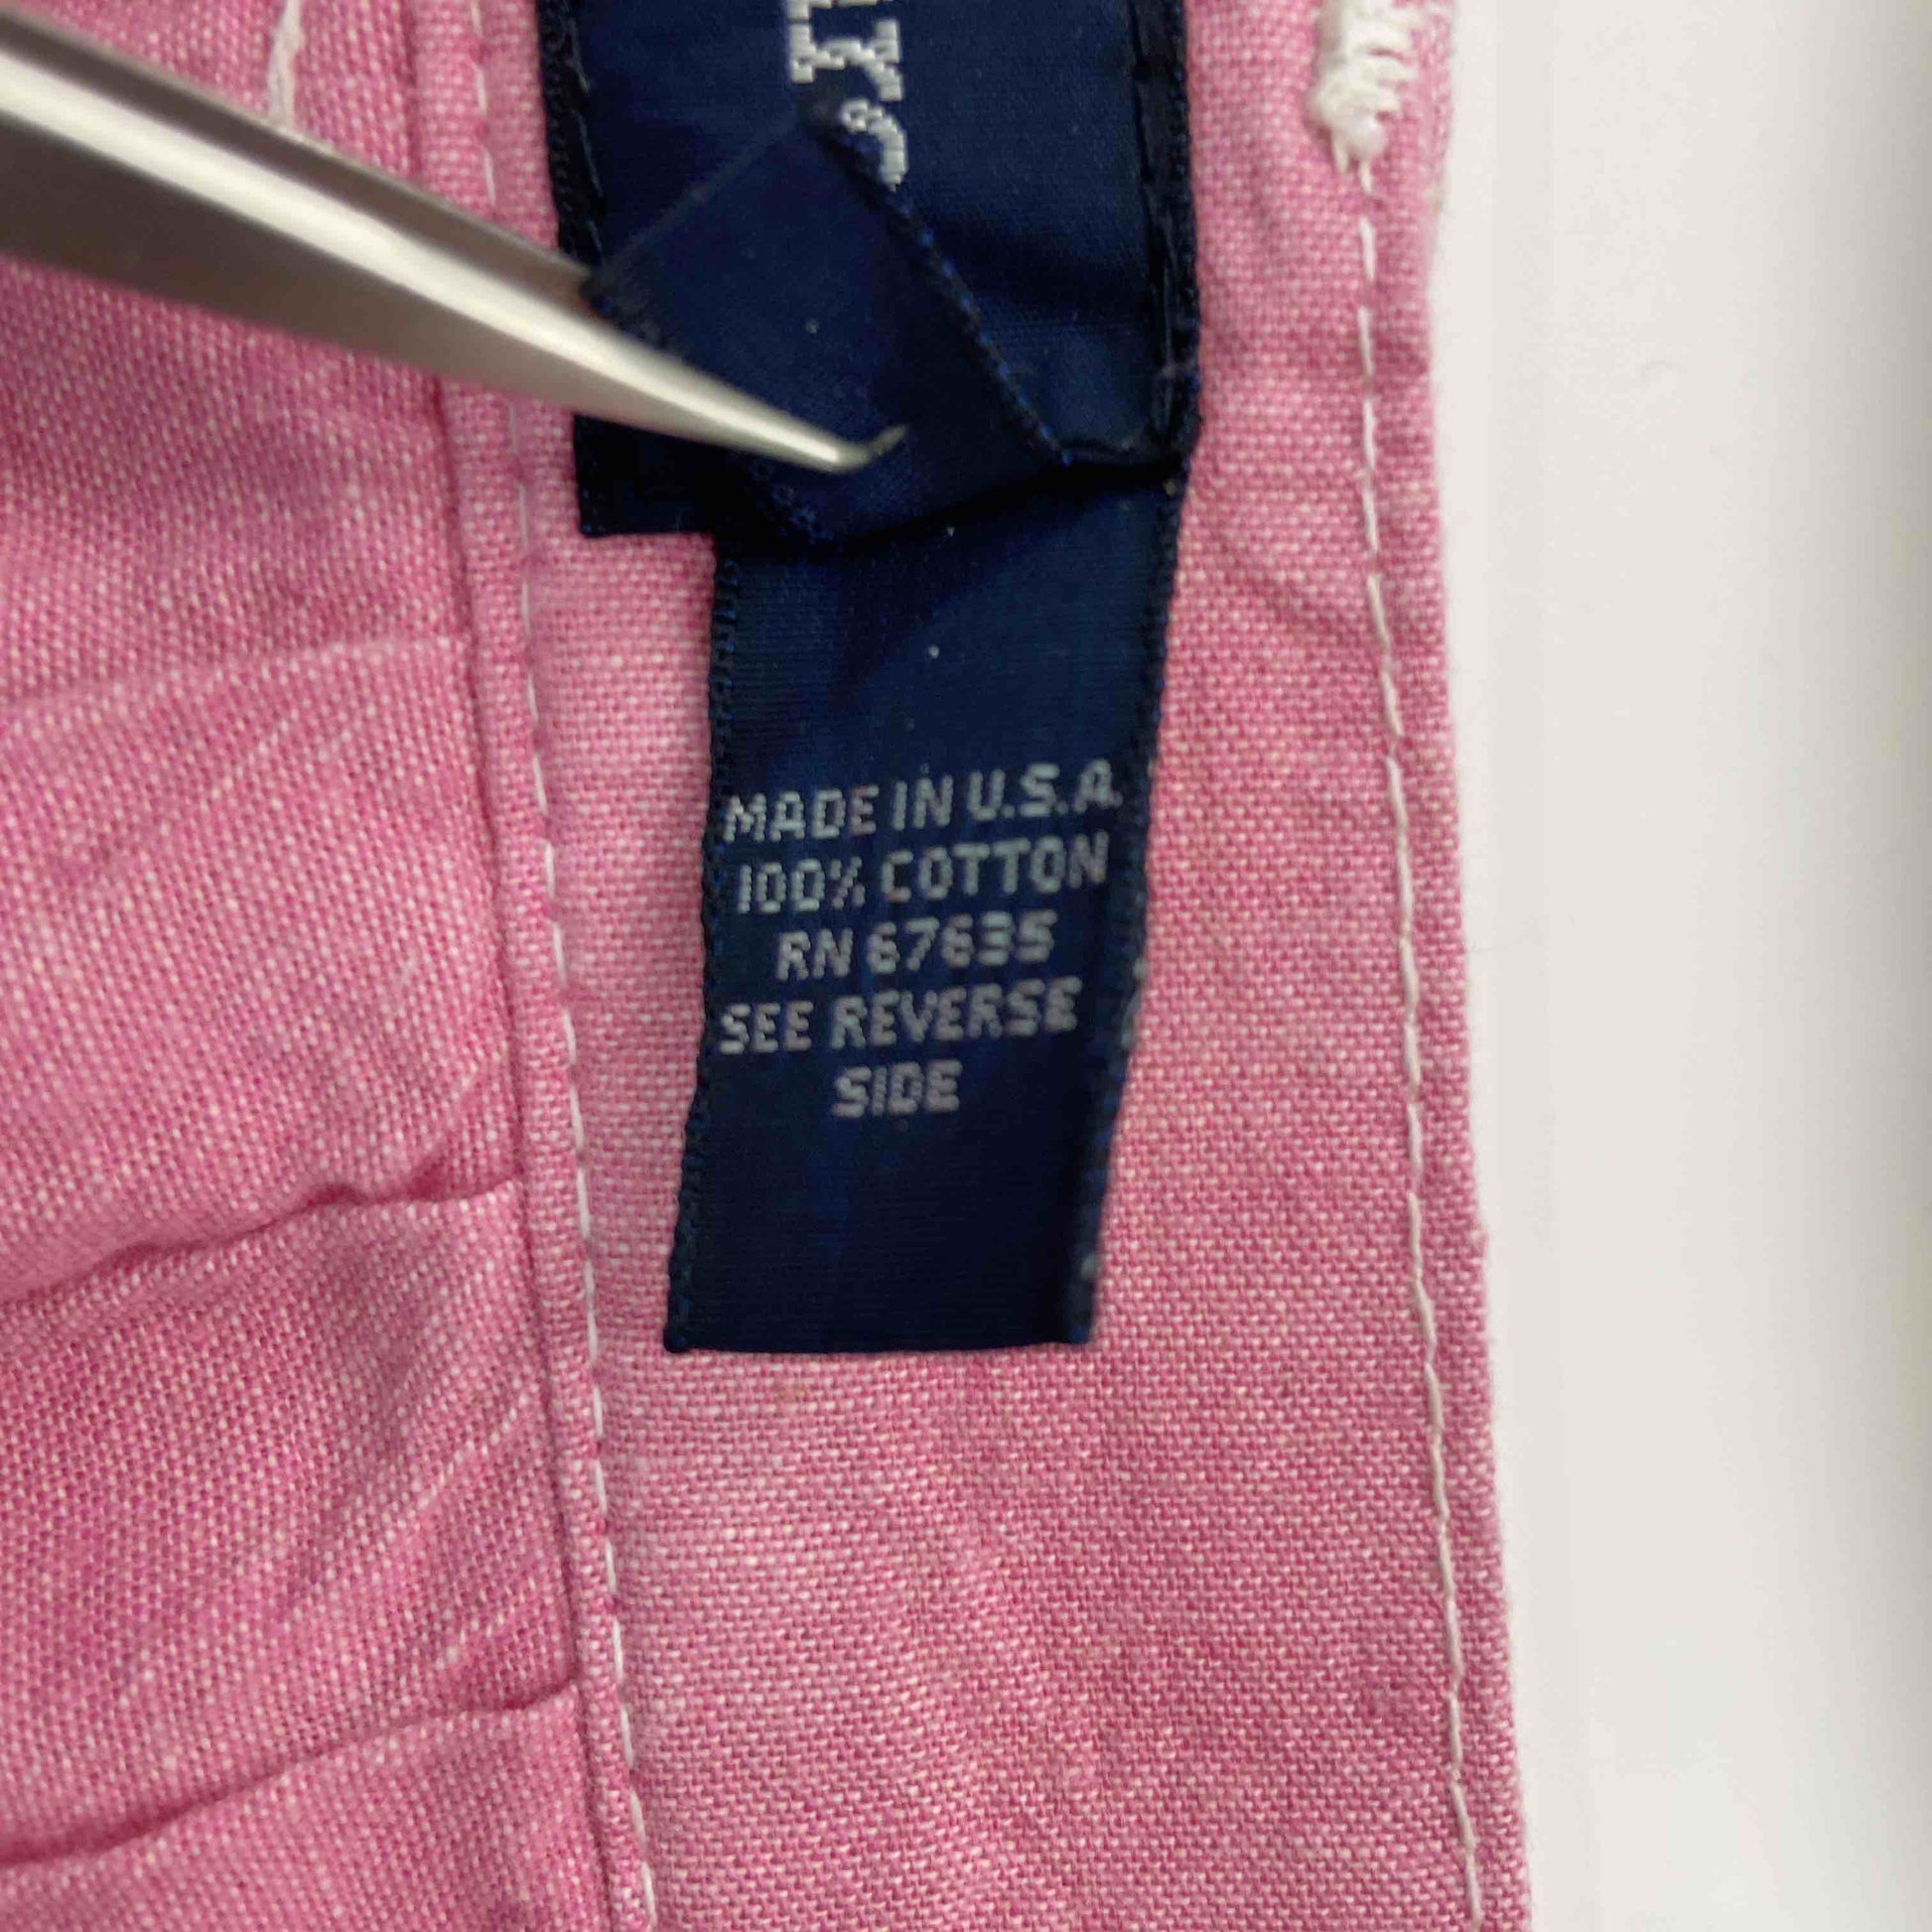 MADE IN U.S.A.
100% COTTON
RN 67635
SEE REVERSE
SIDE